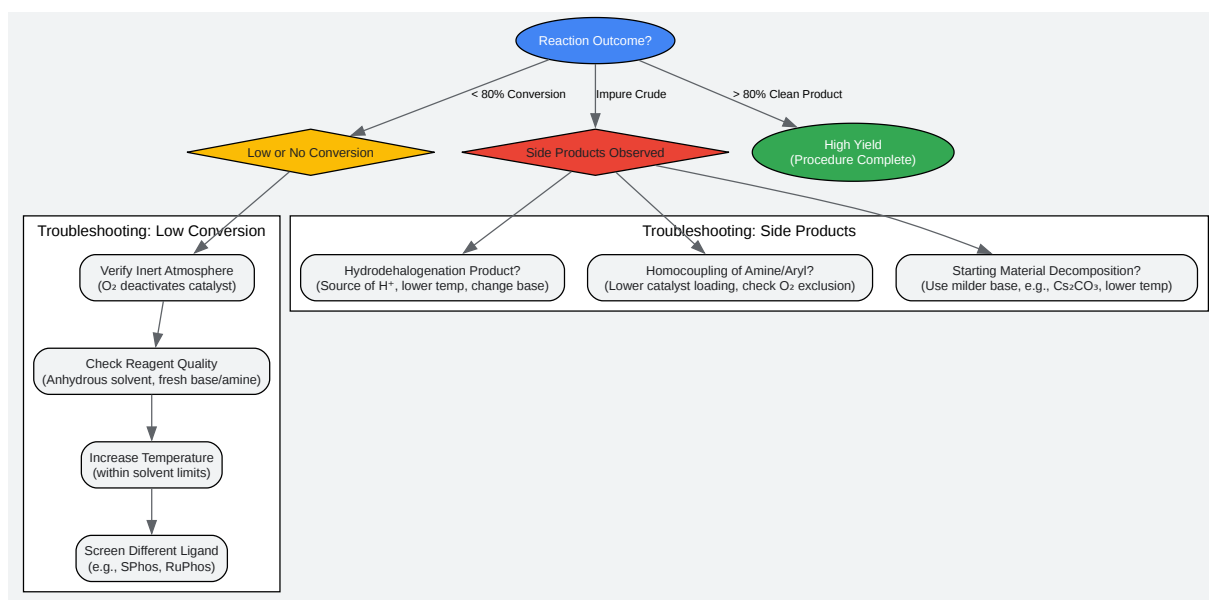 Reaction Outcome?
< 80% Conversion
Impure Crude
> 80% Clean Product
Low or No Conversion
Side Products Observed
High Yield
(Procedure Complete)
Troubleshooting: Low Conversion
Verify Inert Atmosphere
(O₂ deactivates catalyst)
Check Reagent Quality
(Anhydrous solvent, fresh base/amine)
Increase Temperature
(within solvent limits)
Screen Different Ligand
(e.g., SPhos, RuPhos)
Troubleshooting: Side Products
Hydrodehalogenation Product?
(Source of H⁺, lower temp, change base)
Homocoupling of Amine/Aryl?
(Lower catalyst loading, check O₂ exclusion)
Starting Material Decomposition?
(Use milder base, e.g., Cs₂CO₃, lower temp)